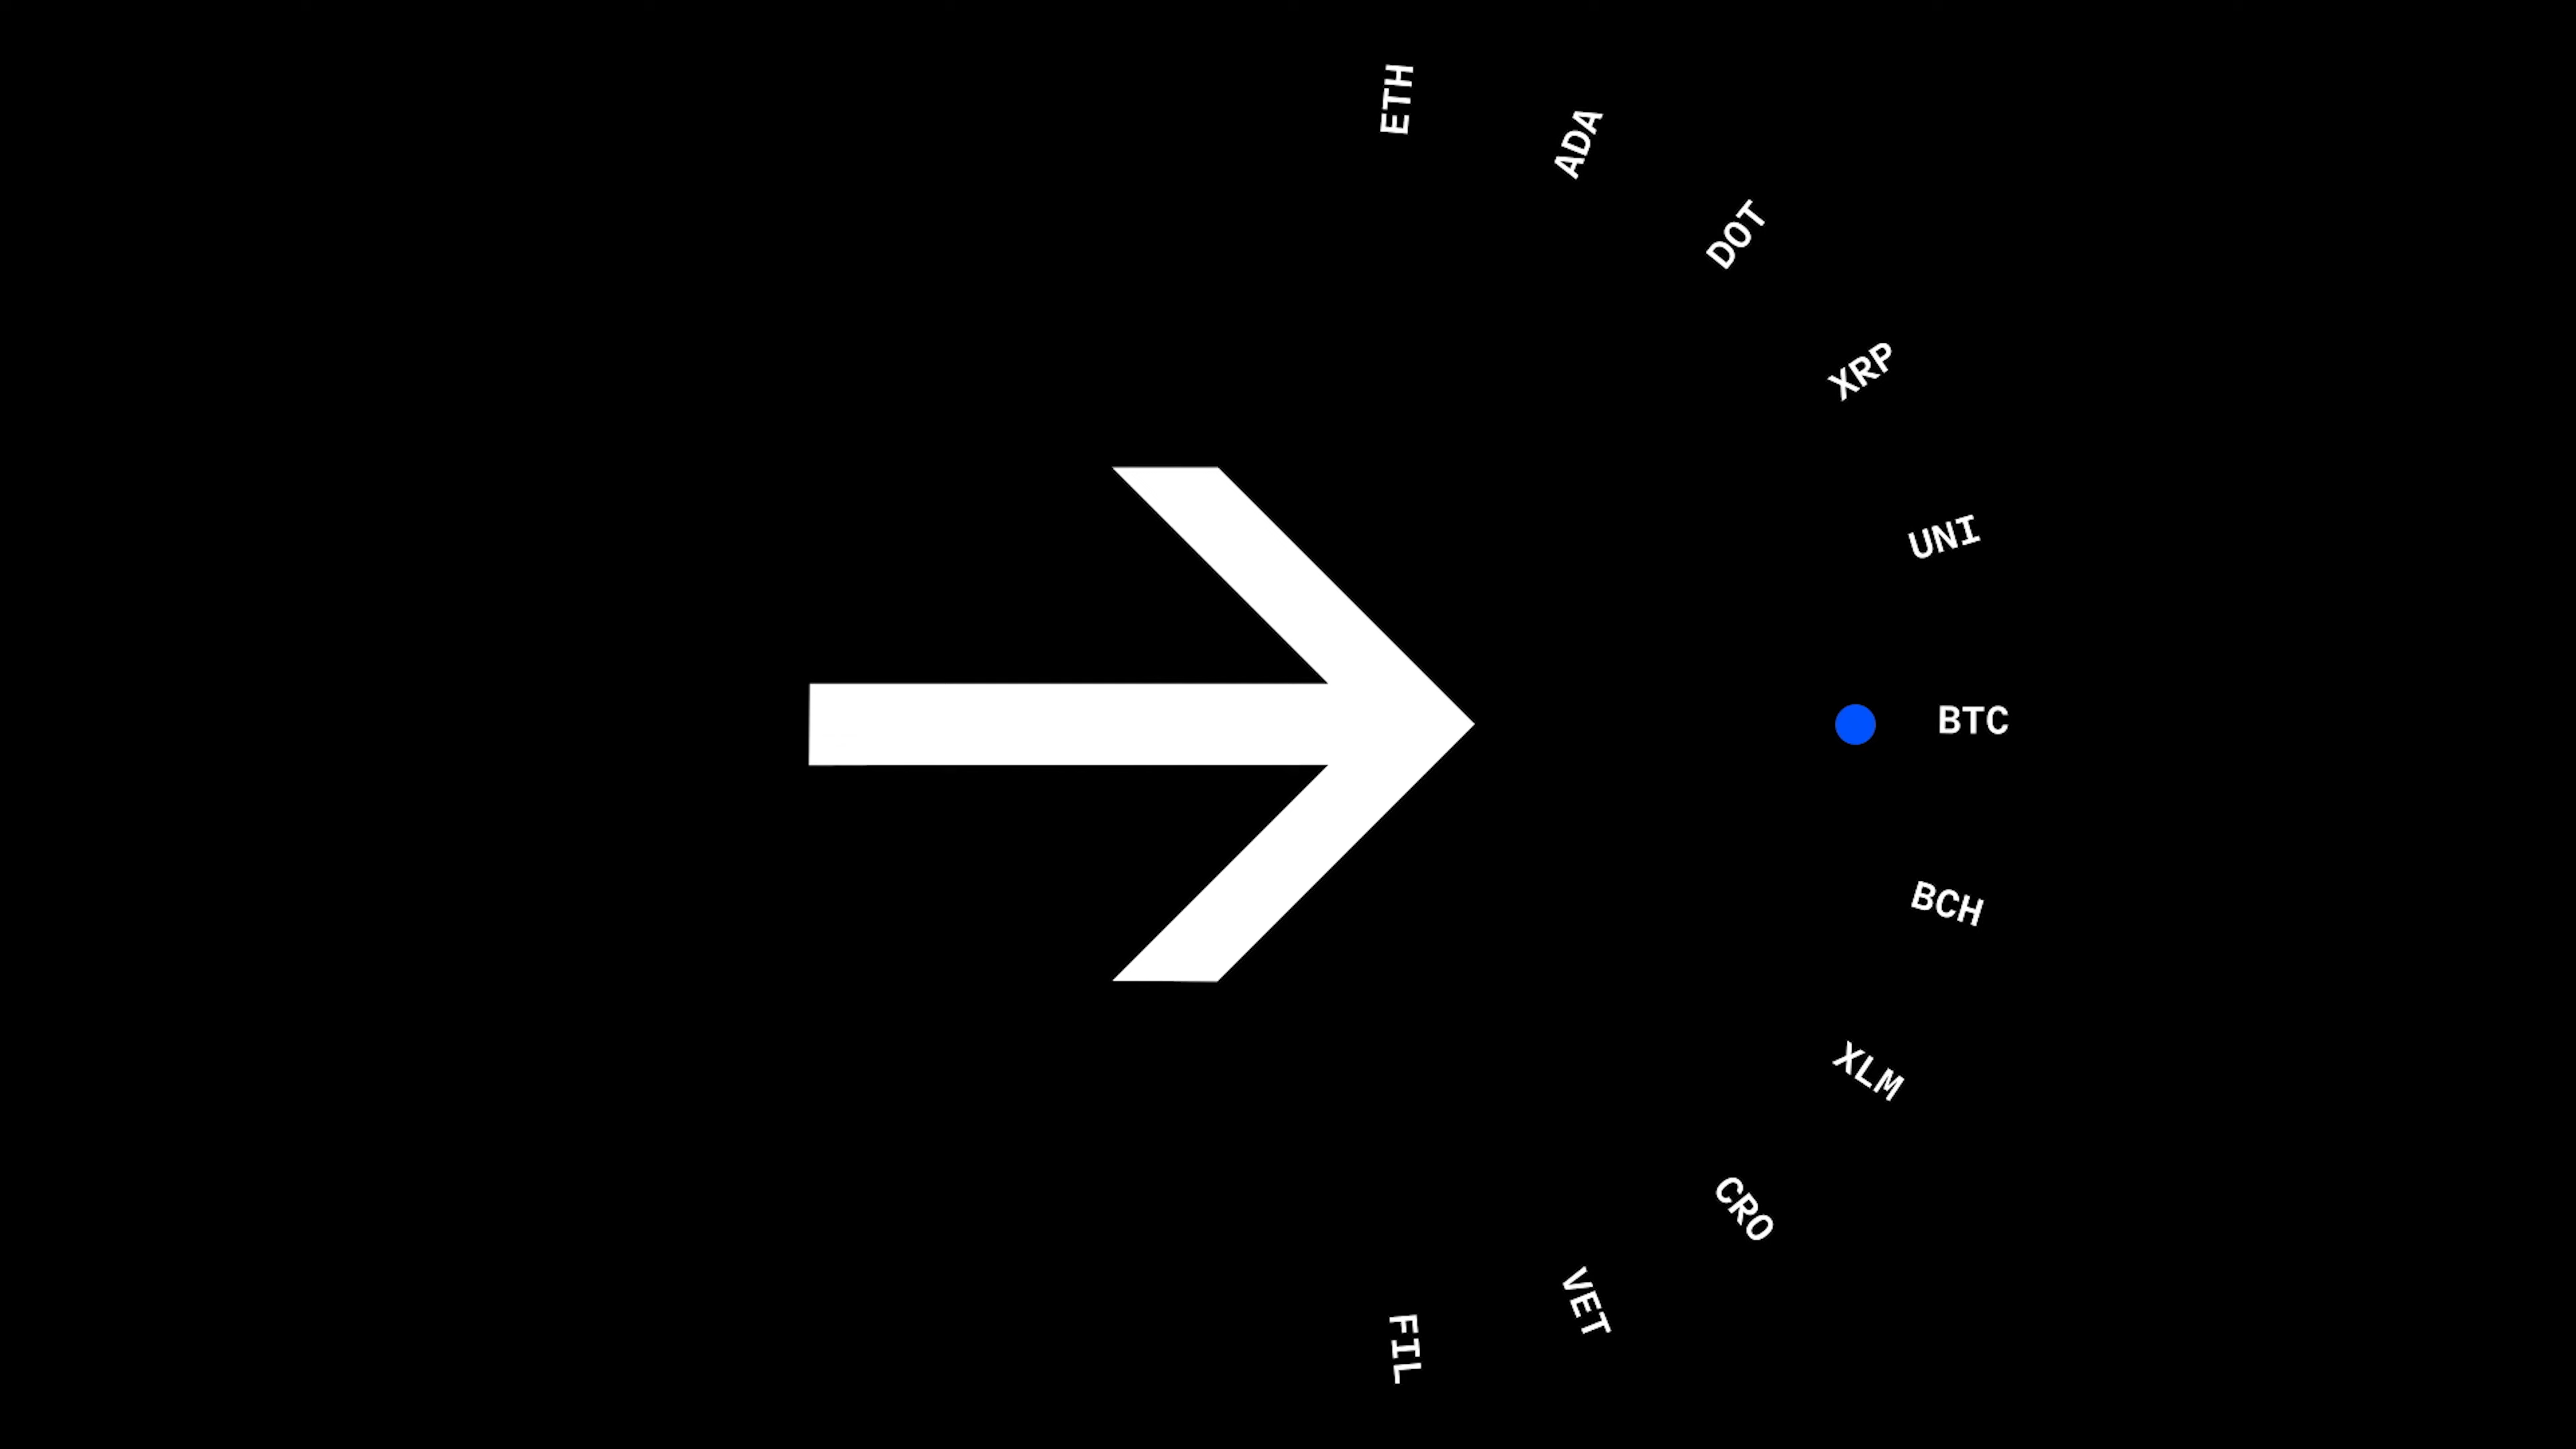 ETH
ADA
DOT
XRP
UNI
BTC
BCH
XLM
CRO
VET
FIL